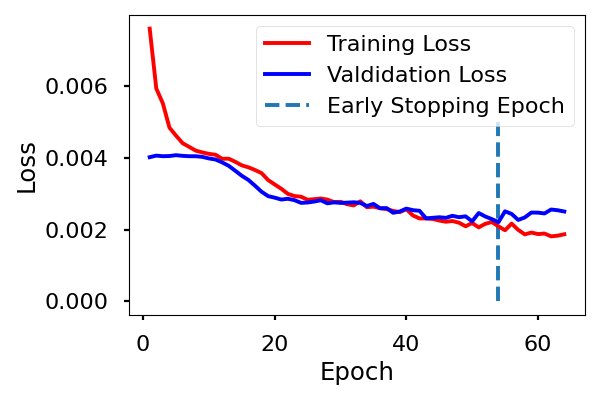 Training Loss
Valdidation Loss
Early Stopping Epoch
0.006
0.004
0.002
0.000
Loss
0 20 40 60
Epoch